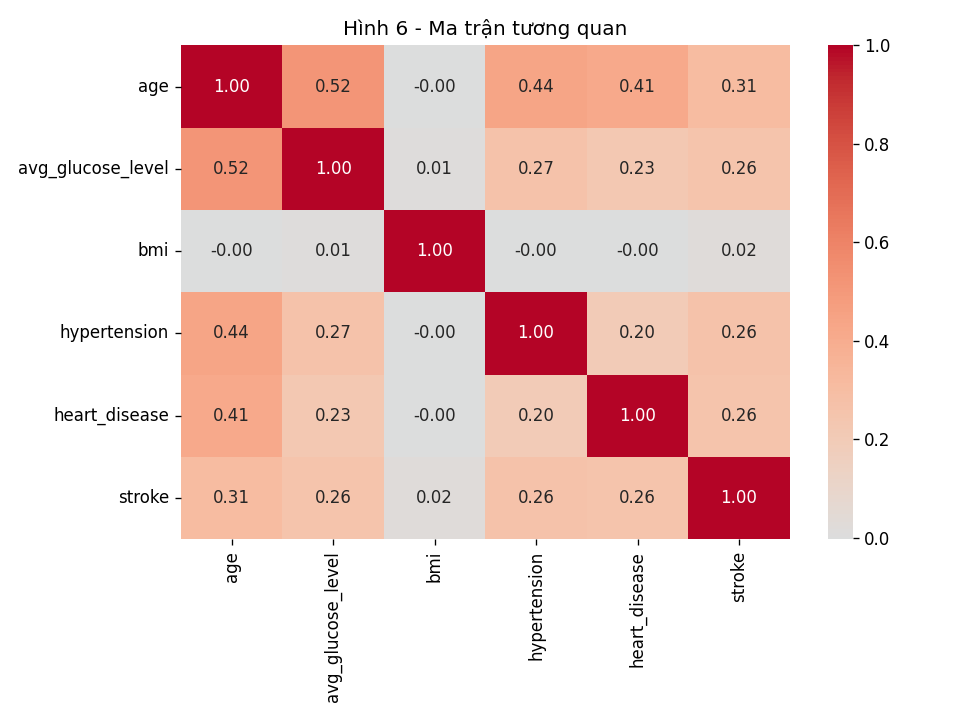 Hình 6 - Ma trận tương quan
age 1.00 0.52 -0.00 0.44 0.41 0.31
avg_glucose_level 0.52 1.00 0.01 0.27 0.23 0.26
bmi -0.00 0.01 1.00 -0.00 -0.00 0.02
hypertension 0.44 0.27 -0.00 1.00 0.20 0.26
heart_disease 0.41 0.23 -0.00 0.20 1.00 0.26
stroke 0.31 0.26 0.02 0.26 0.26 1.00
age avg_glucose_level bmi hypertension heart_disease stroke
1.0
0.8
0.6
0.4
0.2
0.0